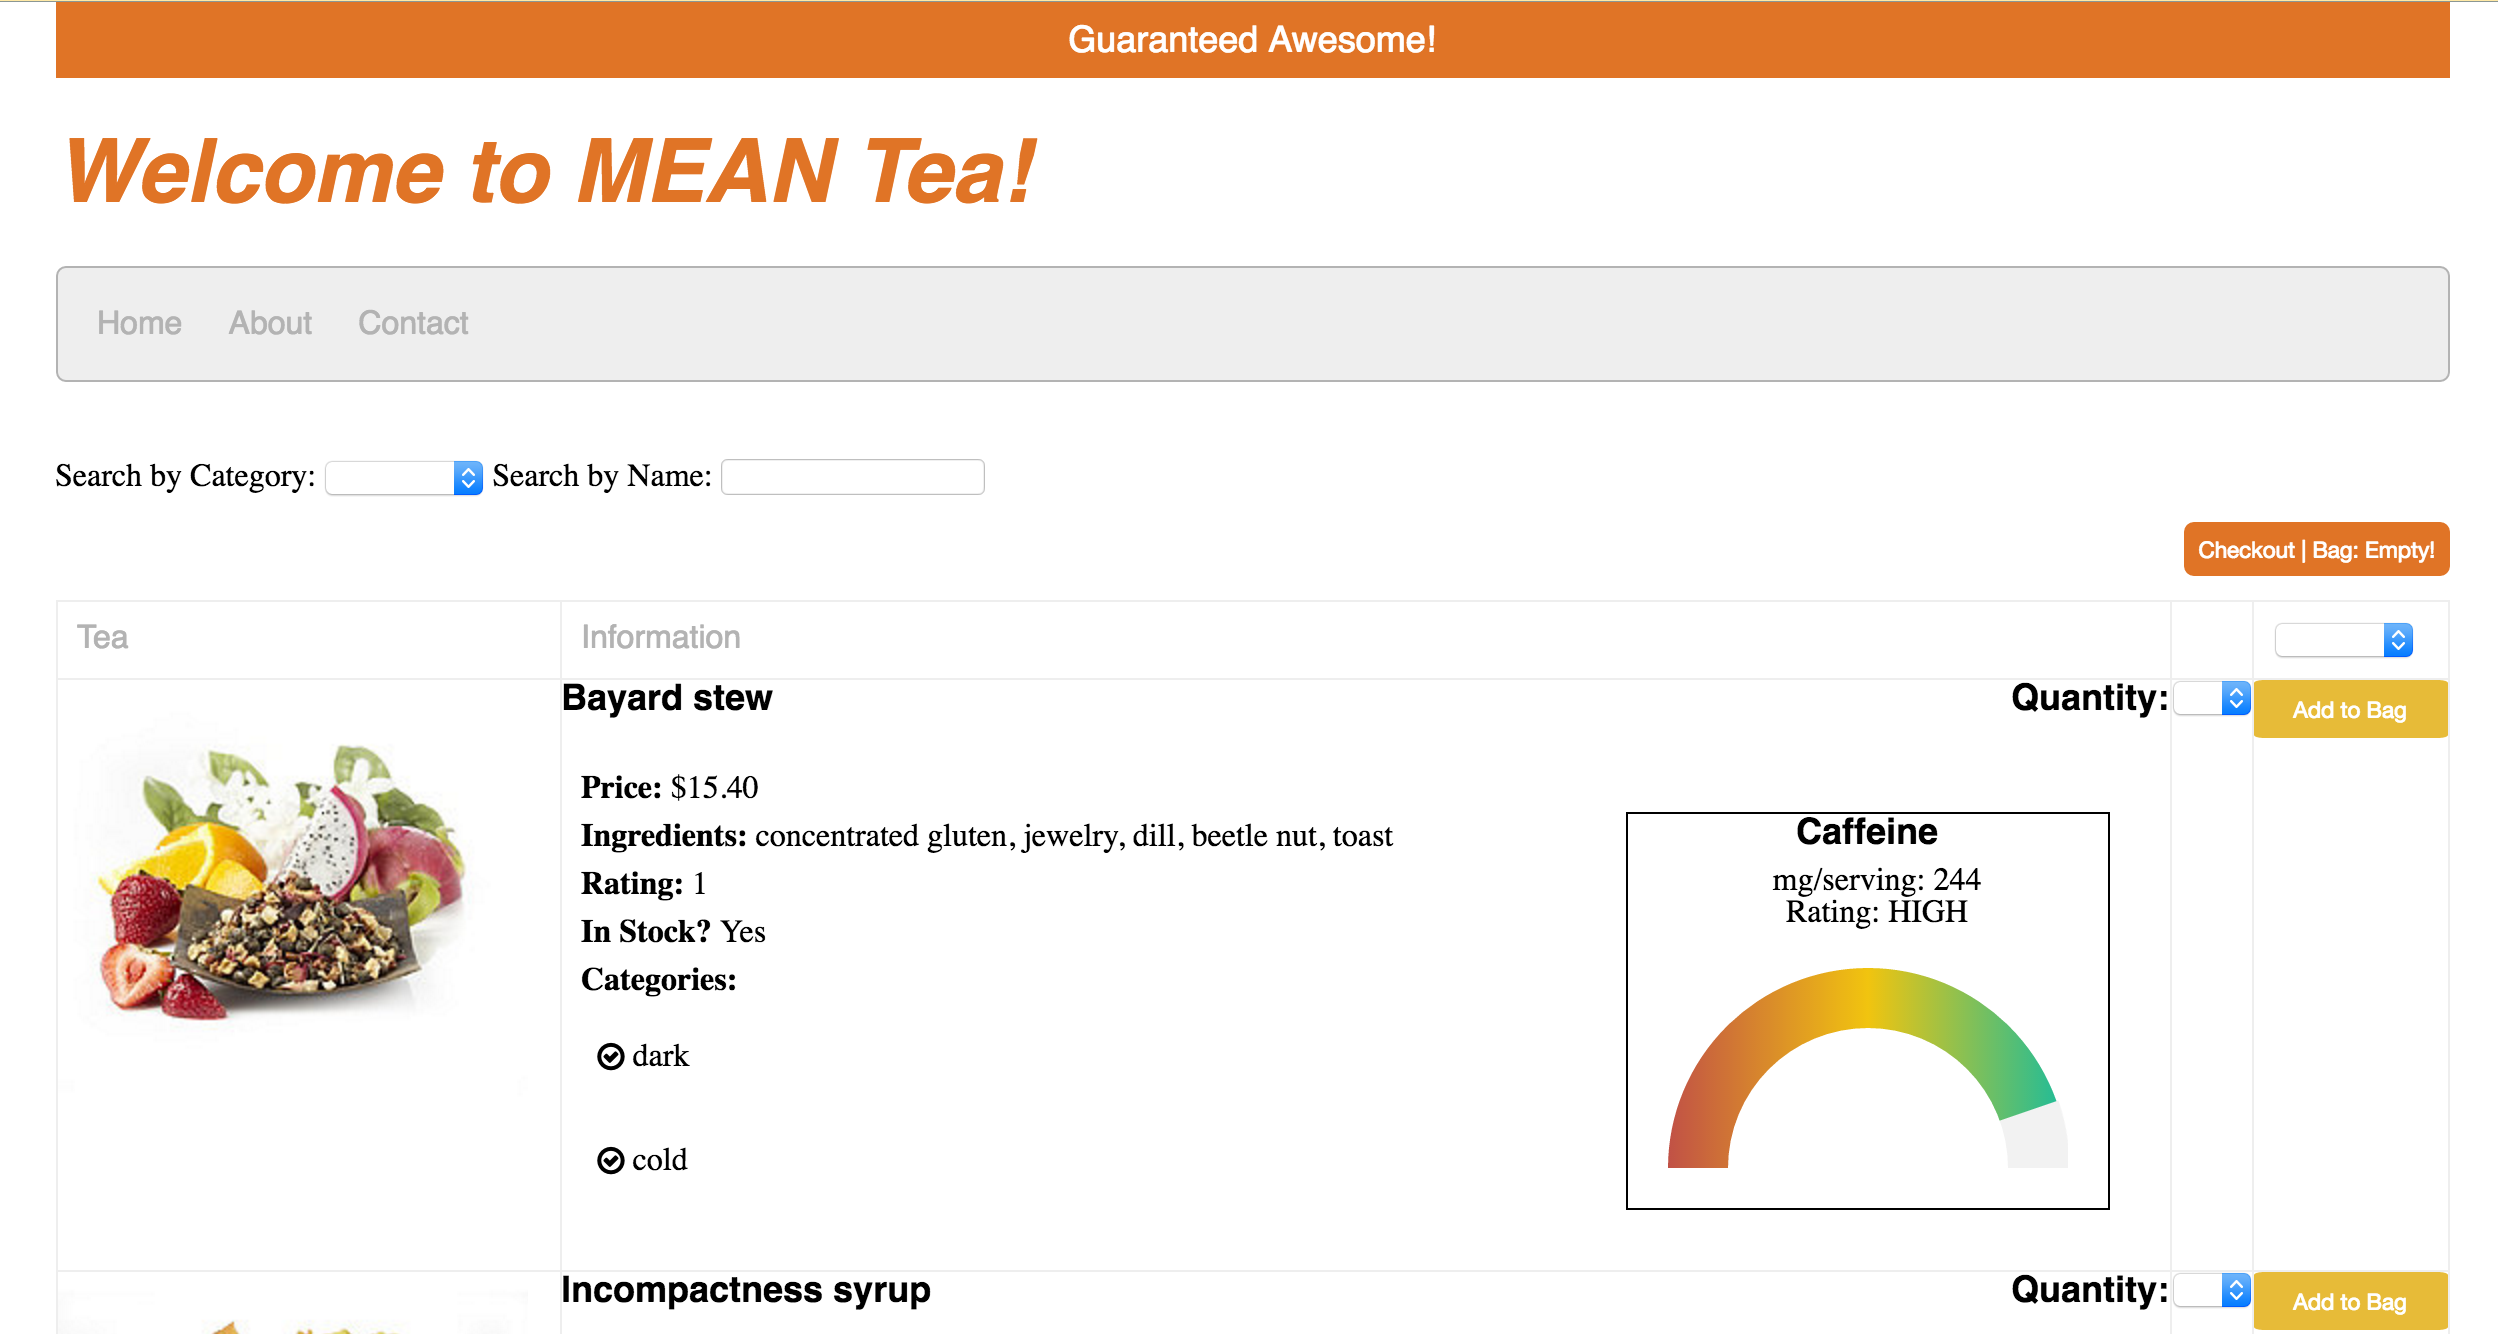 Guaranteed Awesome!
Welcome to MEAN Tea!
Home About Contact
Search by Category: Search by Name:
Checkout | Bag: Empty!
Tea Information
Bayard stew Quantity: Add to Bag
Price: $15.40
Ingredients: concentrated gluten, jewelry, dill, beetle nut, toast
Rating: 1
In Stock? Yes
Categories:
dark
cold
Caffeine
mg/serving: 244
Rating: HIGH
Incompactness syrup Quantity: Add to Bag